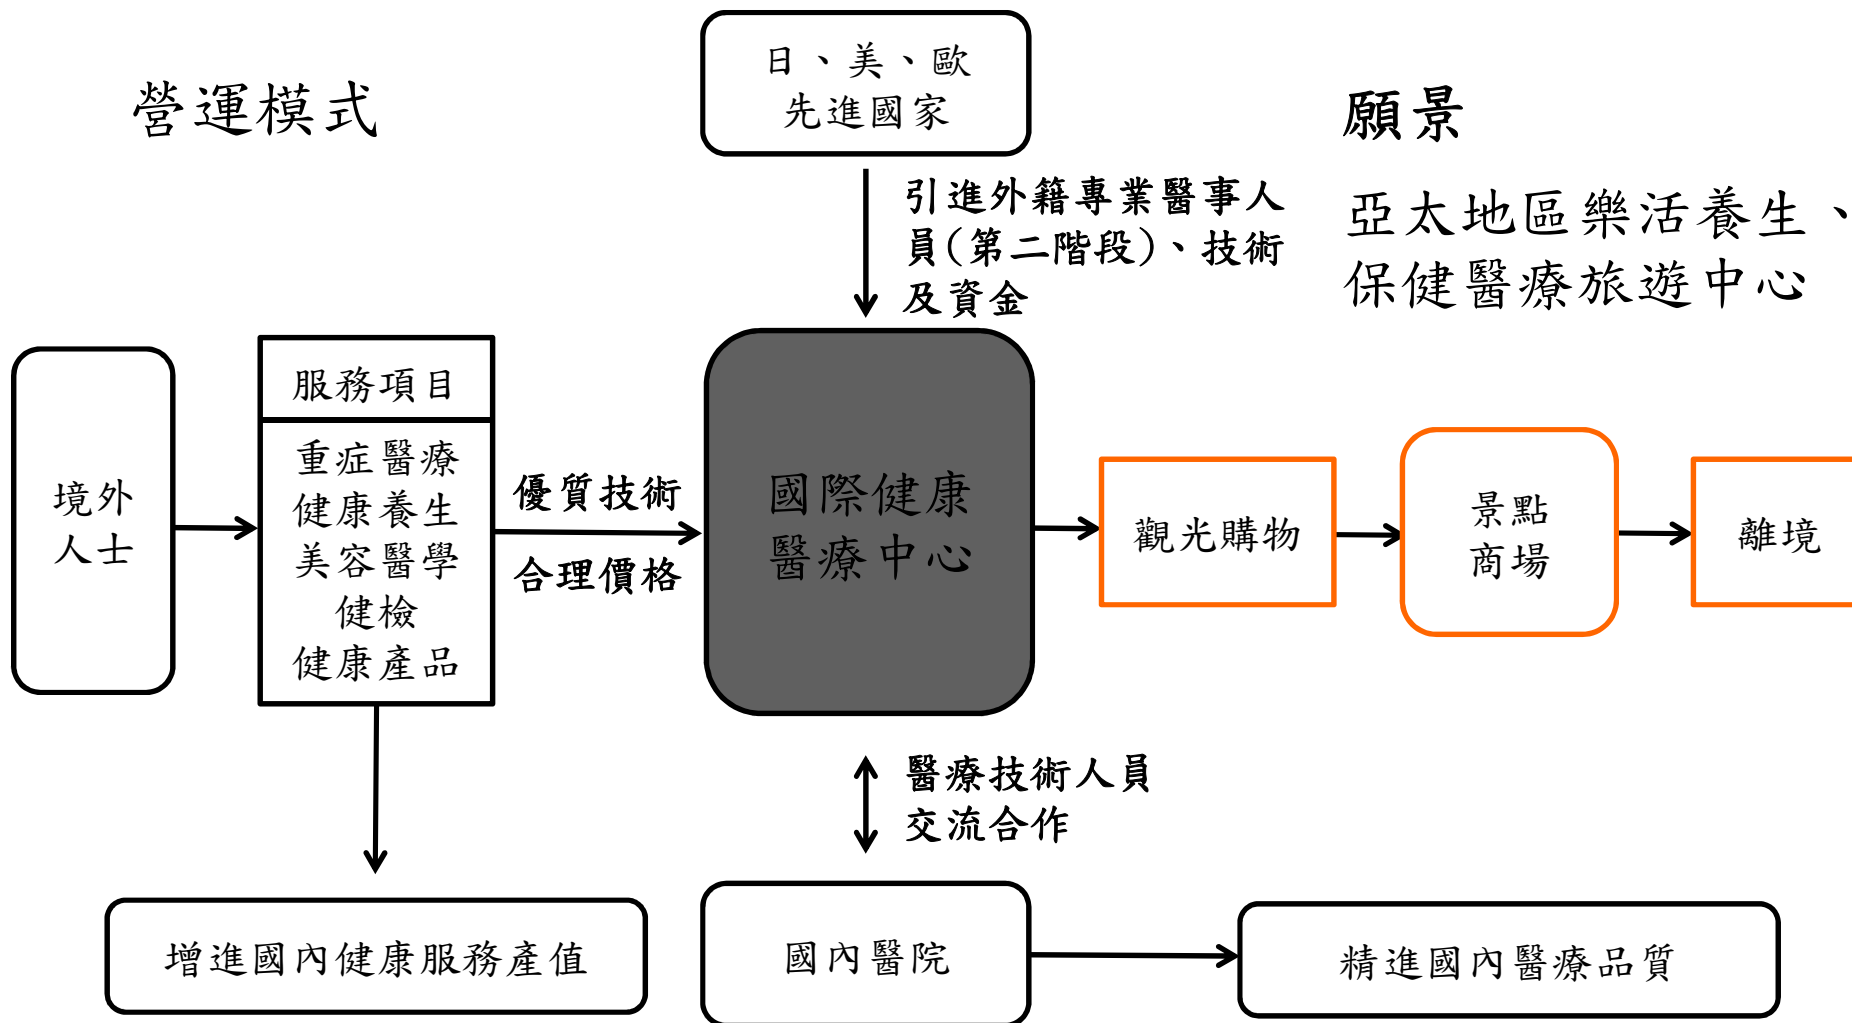 營運模式
日、美、歐
先進國家
願景
亞太地區樂活養生、
保健醫療旅遊中心
引進外籍專業醫事人
員(第二階段)、技術
及資金
境外
人士
服務項目
重症醫療
健康養生
美容醫學
健檢
健康產品
優質技術
合理價格
國際健康
醫療中心
觀光購物
景點
商場
離境
醫療技術人員
交流合作
增進國內健康服務產值
國內醫院
精進國內醫療品質